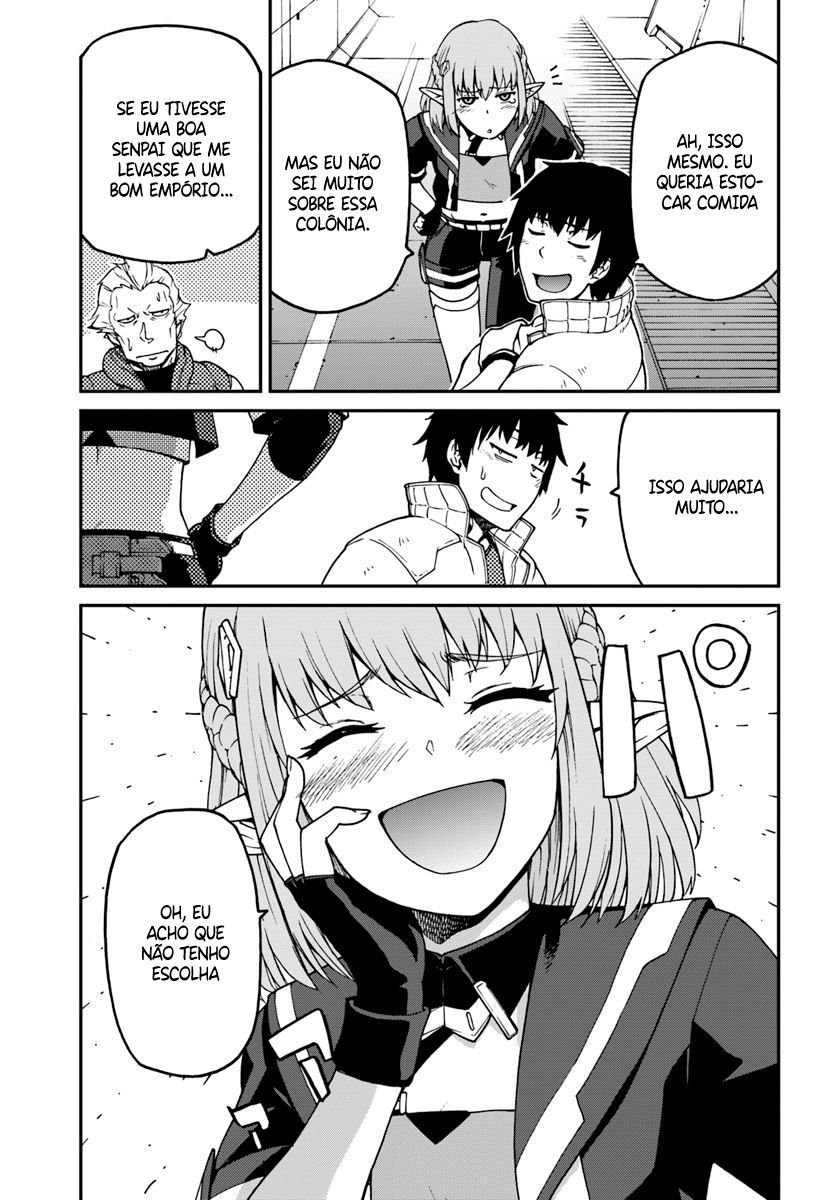 AH, ISSO
MESMO. EU
QUERIA ESTO-
CAR COMIDA
MAS EU NÃO
SEI MUITO
SOBRE ESSA
COLÔNIA.
SE EU TIVESSE
UMA BOA
SENPAI QUE ME
LEVASSE A UM
BOM EMPÓRIO...
ISSO AJUDARIA
MUITO...
チラ
OH, EU
ACHO QUE
NÃO TENHO
ESCOLHA